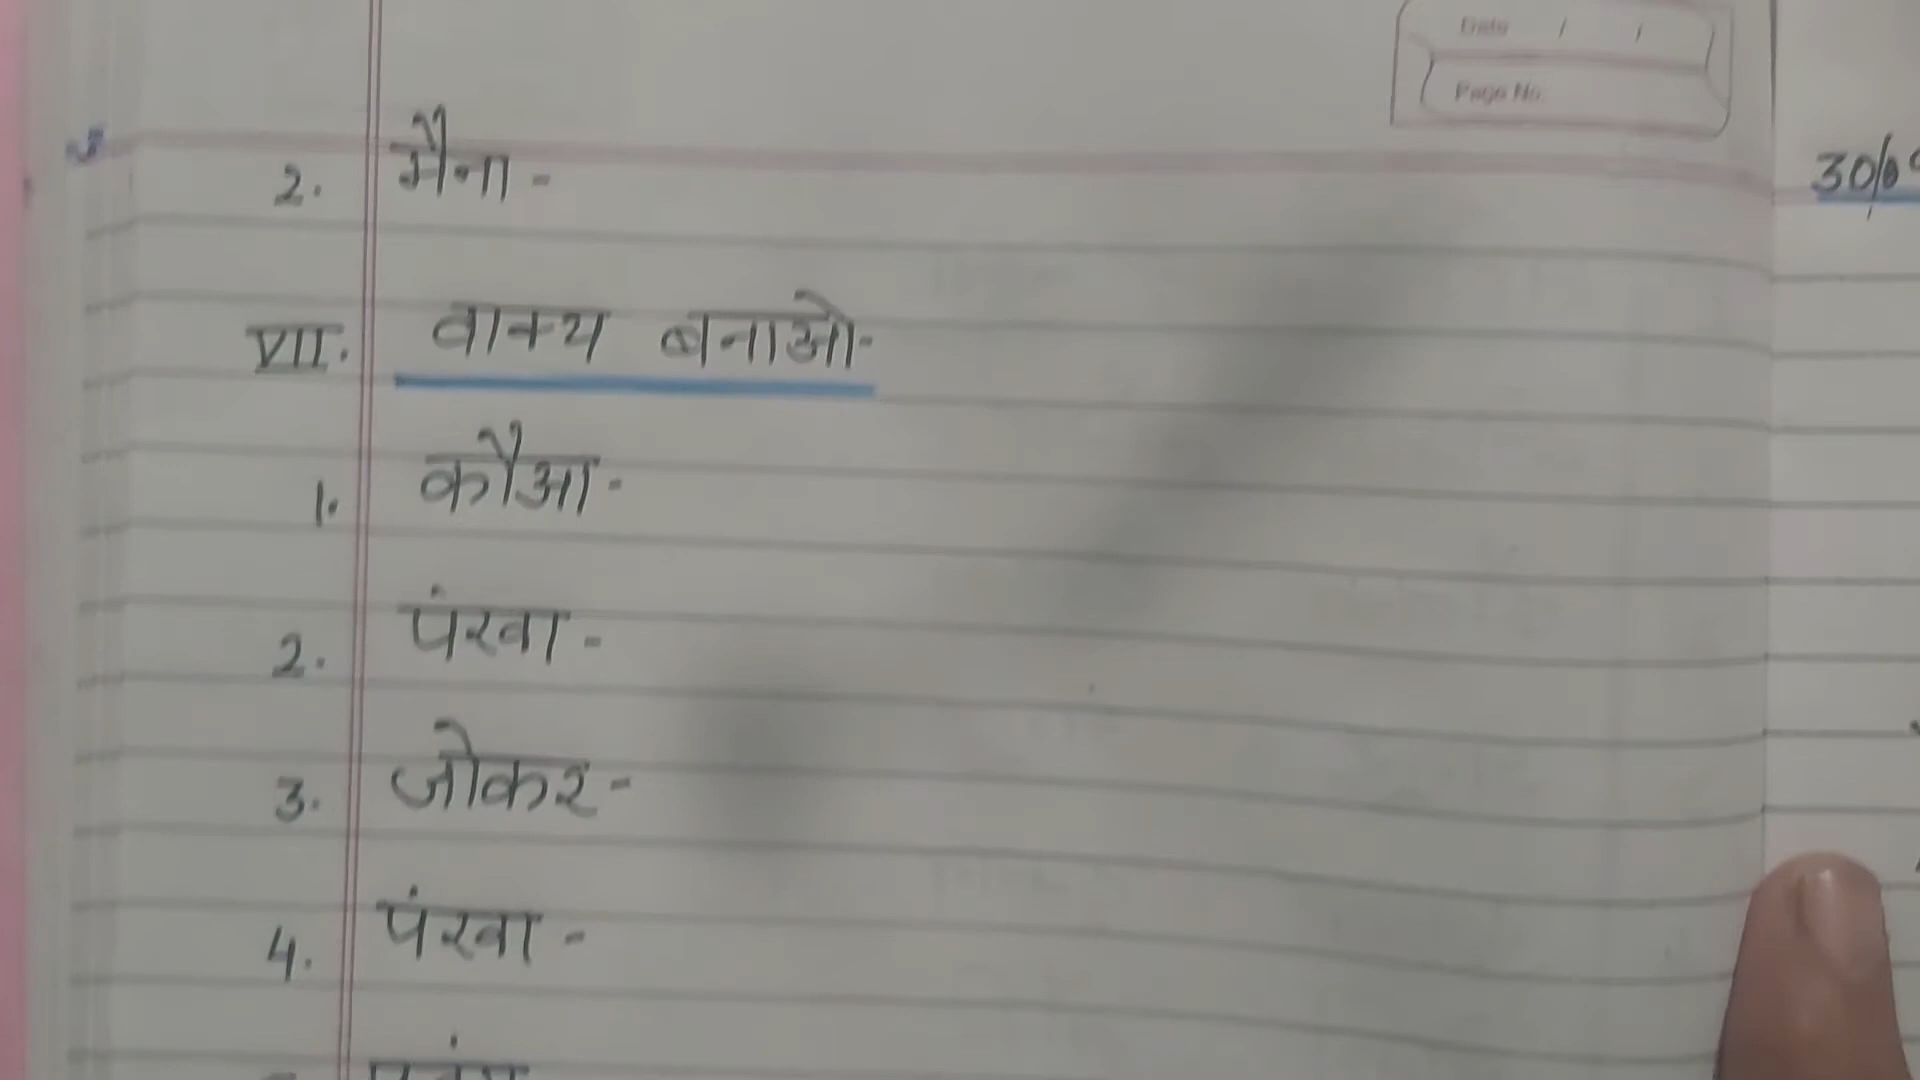 Date / /
Page No.
2. मैना -
VII. वाक्य बनाओ-
1. कौआ -
2. पंखा -
3. जोकर -
4. पंखा -
30/0